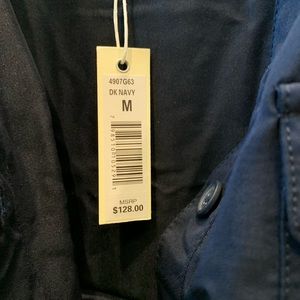 4907G63
DK NAVY
M
MSRP
$128.00